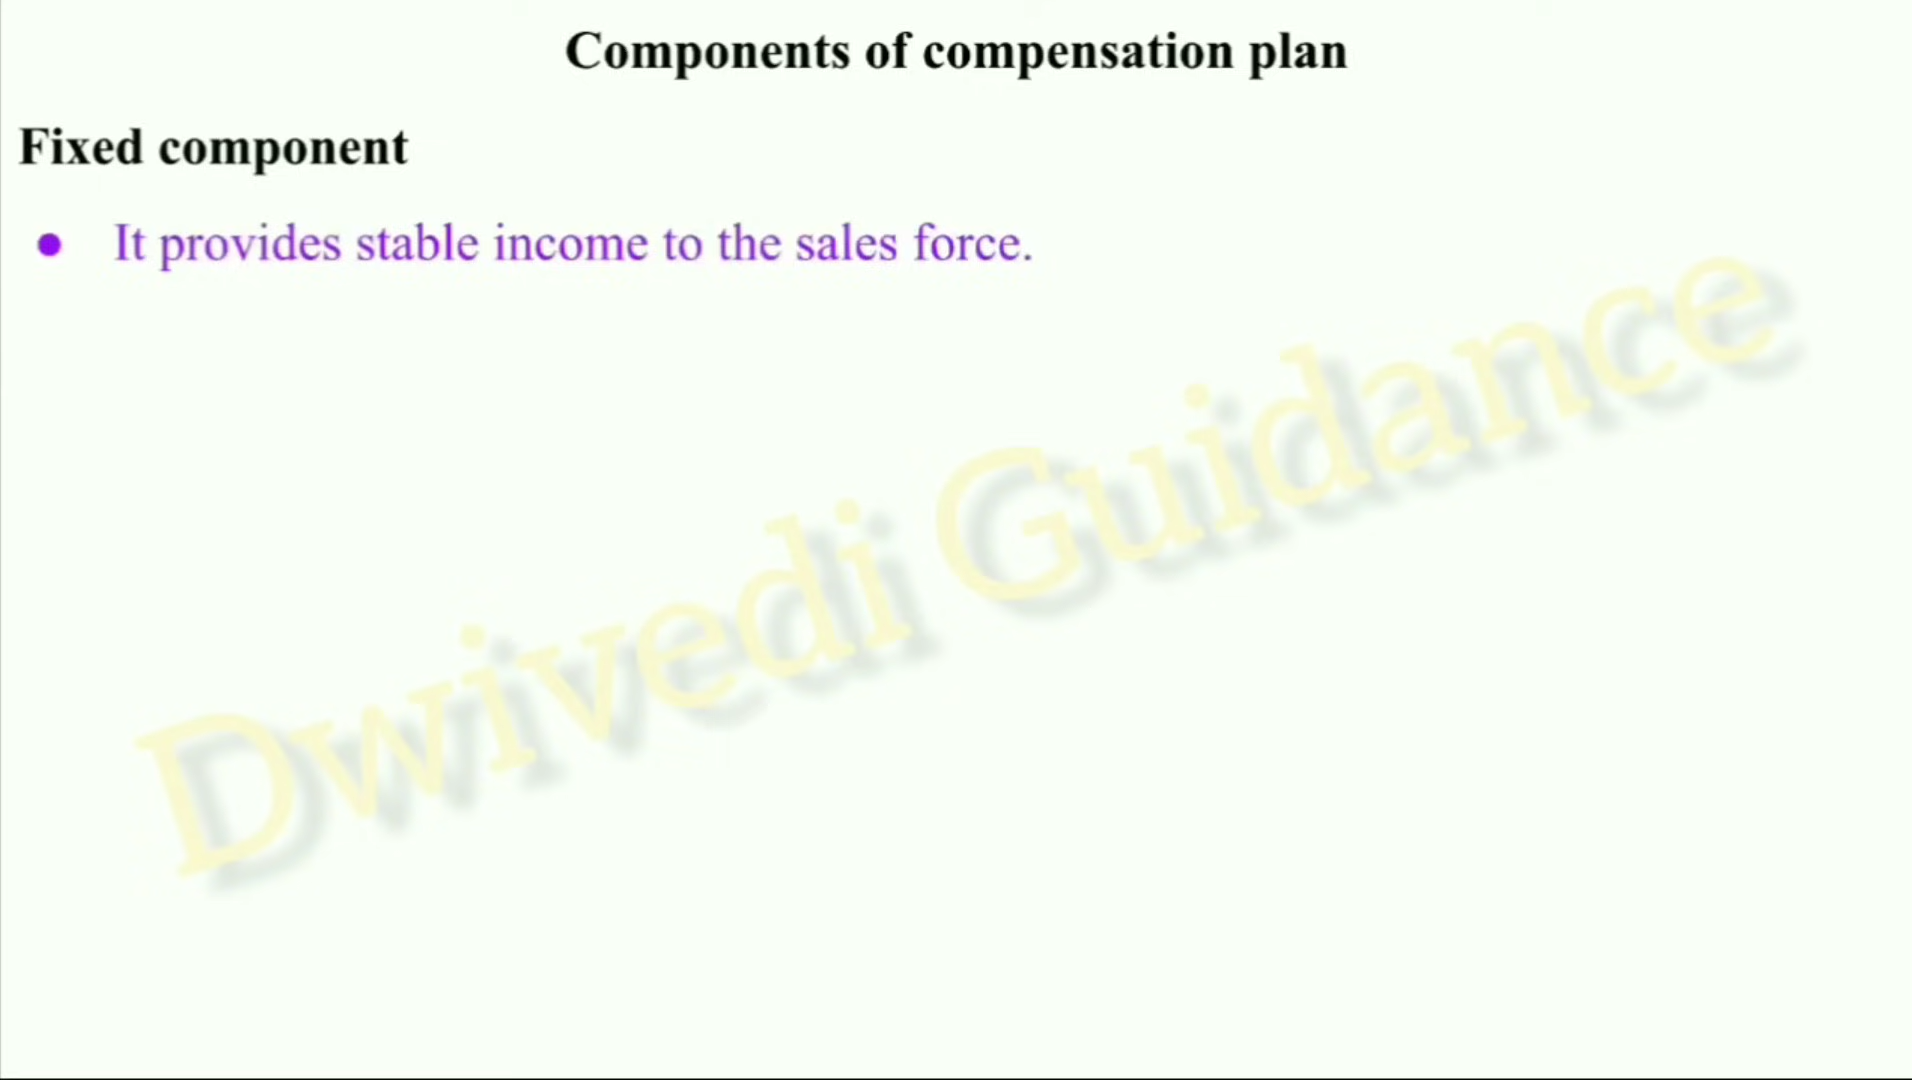 Components of compensation plan
Fixed component
● It provides stable income to the sales force.
Dwivedi Guidance